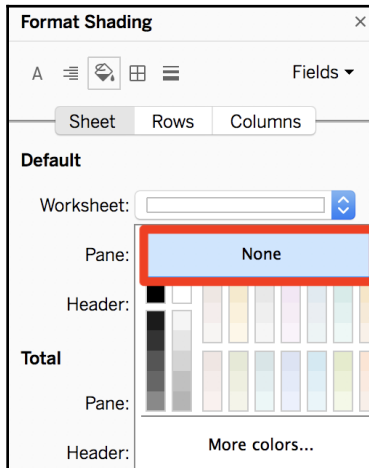 Format Shading ×
A Fields ▾
Sheet Rows Columns
Default
Worksheet:
Pane: None
Header:
Total
Pane:
Header: More colors...